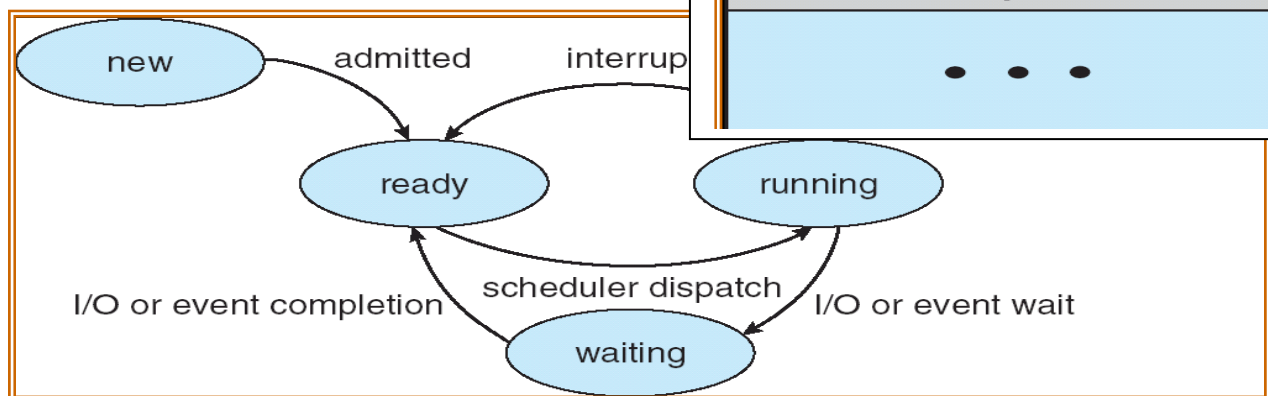 new
admitted
interrup
ready
running
scheduler dispatch
I/O or event completion
I/O or event wait
waiting